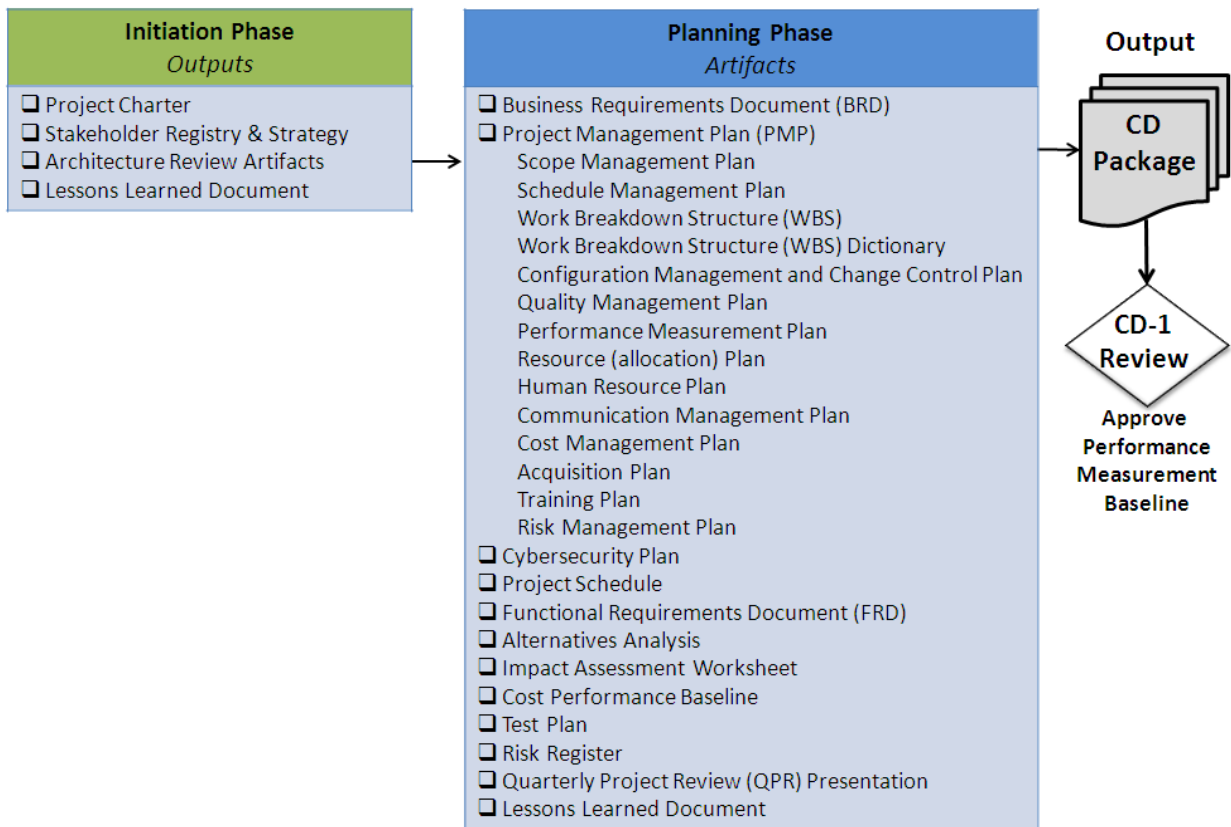 Initiation Phase
Outputs
❑ Project Charter
❑ Stakeholder Registry & Strategy
❑ Architecture Review Artifacts
❑ Lessons Learned Document
Planning Phase
Artifacts
❑ Business Requirements Document (BRD)
❑ Project Management Plan (PMP)
Scope Management Plan
Schedule Management Plan
Work Breakdown Structure (WBS)
Work Breakdown Structure (WBS) Dictionary
Configuration Management and Change Control Plan
Quality Management Plan
Performance Measurement Plan
Resource (allocation) Plan
Human Resource Plan
Communication Management Plan
Cost Management Plan
Acquisition Plan
Training Plan
Risk Management Plan
❑ Cybersecurity Plan
❑ Project Schedule
❑ Functional Requirements Document (FRD)
❑ Alternatives Analysis
❑ Impact Assessment Worksheet
❑ Cost Performance Baseline
❑ Test Plan
❑ Risk Register
❑ Quarterly Project Review (QPR) Presentation
❑ Lessons Learned Document
Output
CD
Package
CD-1
Review
Approve
Performance
Measurement
Baseline